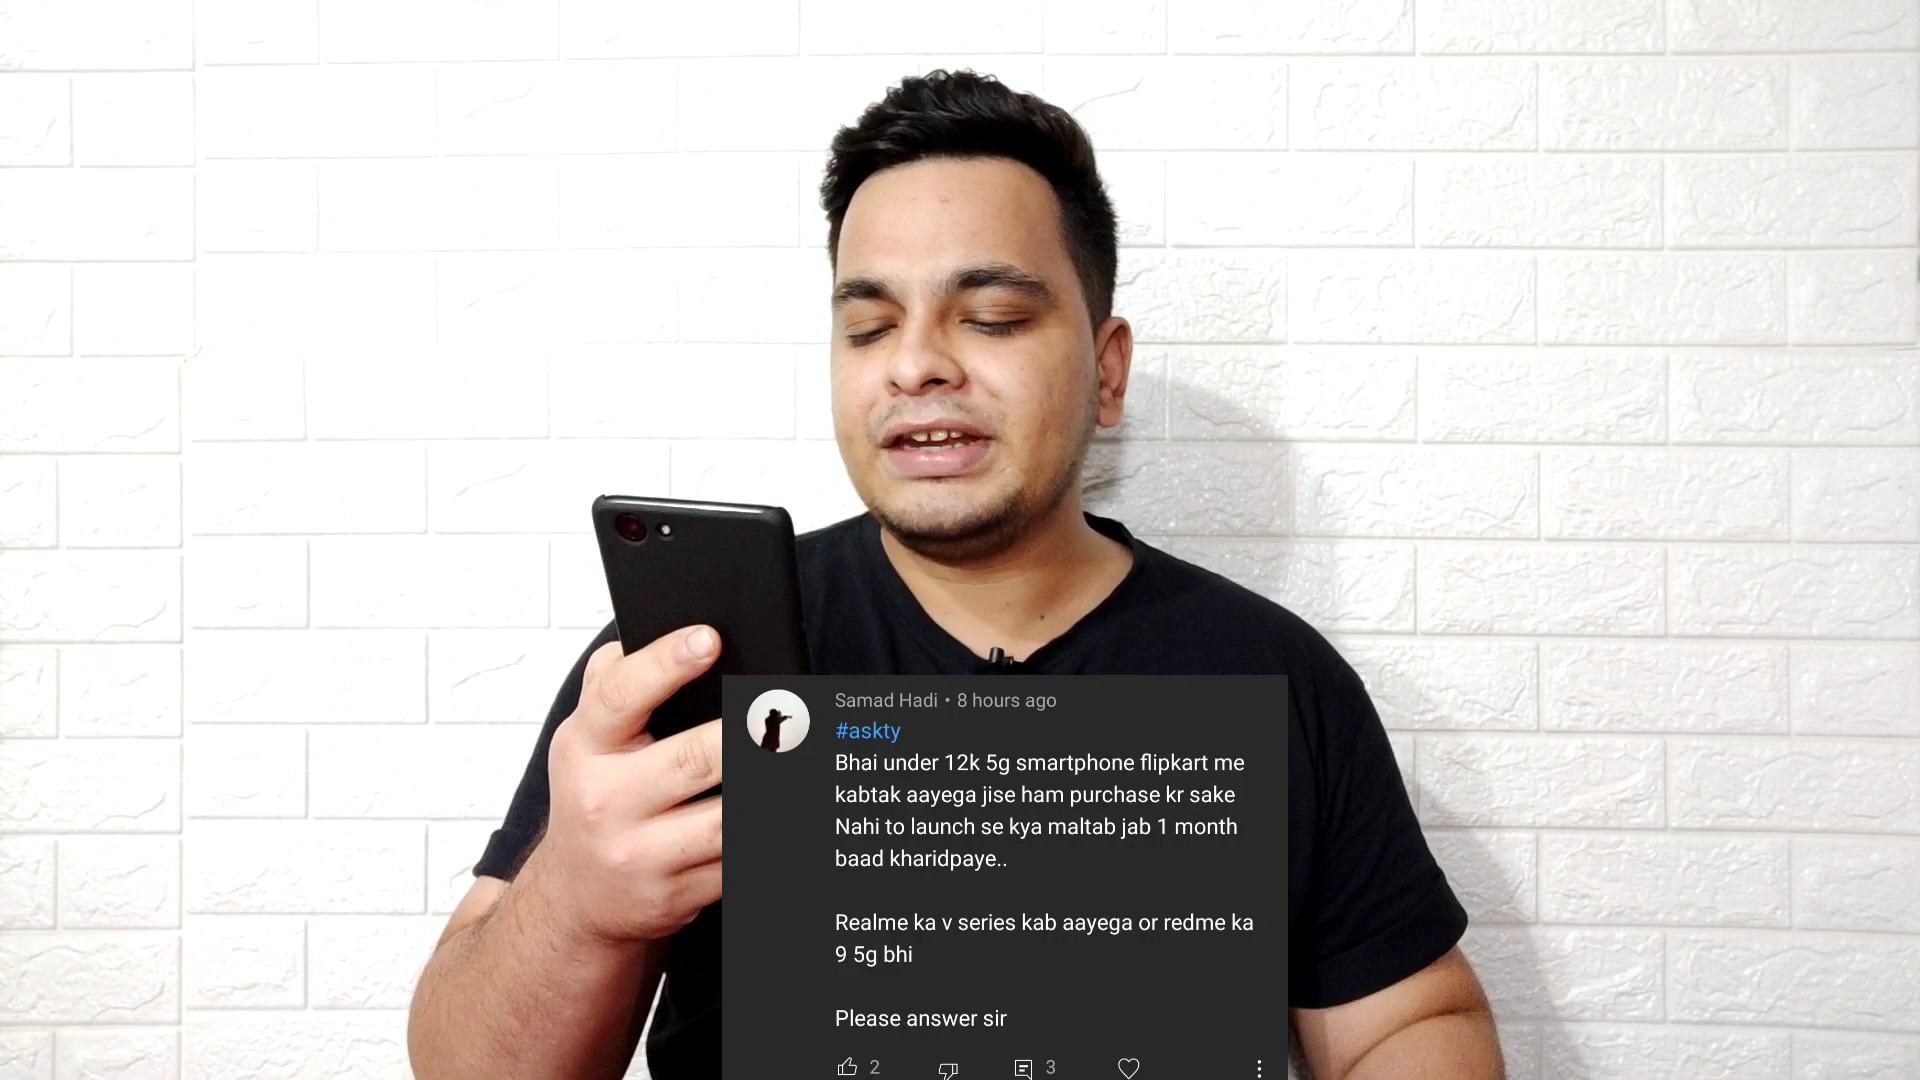 Samad Hadi • 8 hours ago
#askty
Bhai under 12k 5g smartphone flipkart me
kabtak aayega jise ham purchase kr sake
Nahi to launch se kya maltab jab 1 month
baad kharidpaye..
Realme ka v series kab aayega or redme ka
9 5g bhi
Please answer sir
2 3